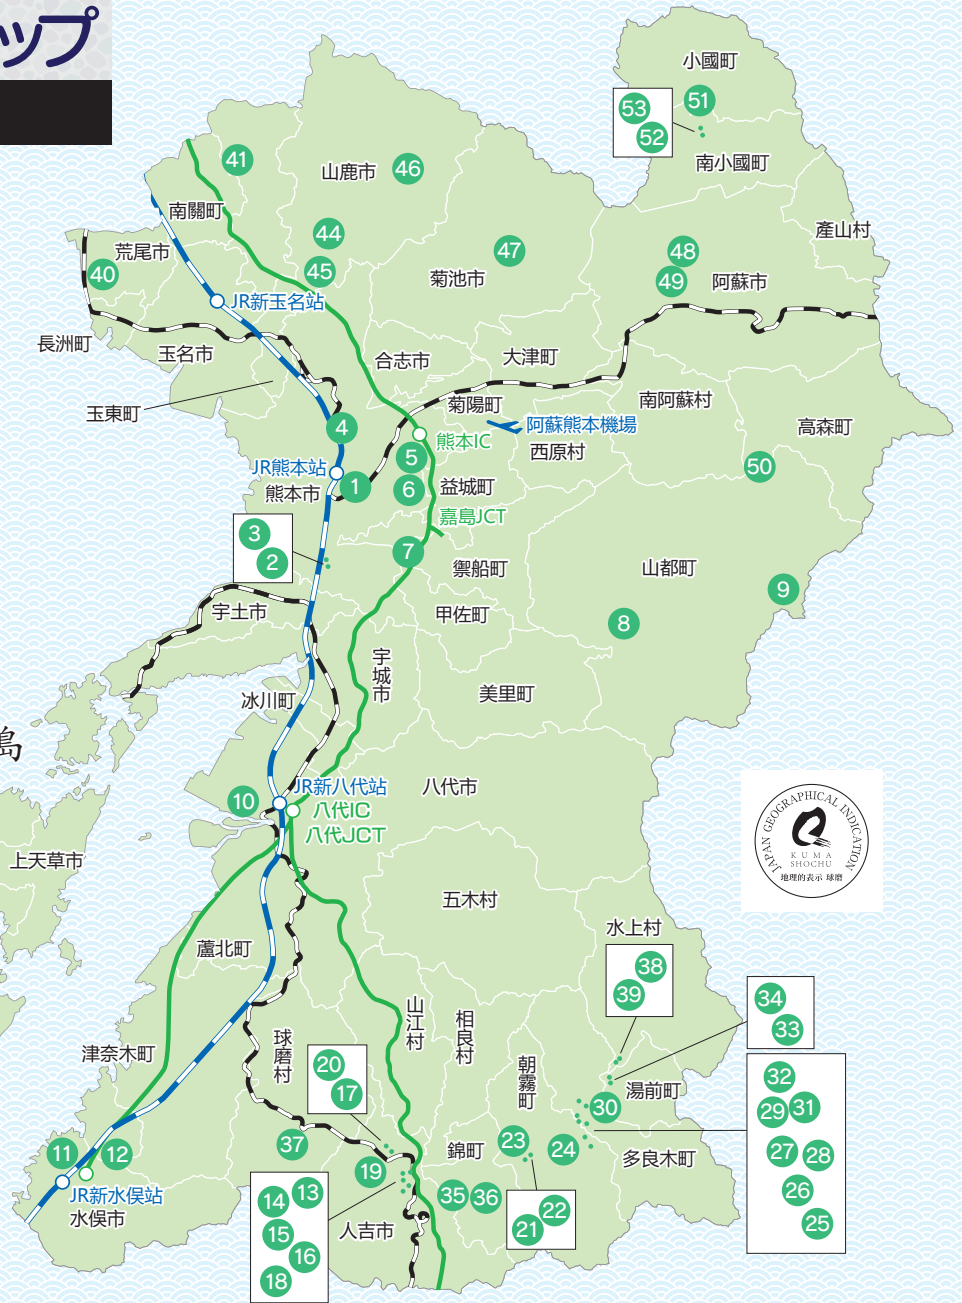 ップ
小國町
53
51
52
南小國町
41
山鹿市
46
南關町
44
產山村
荒尾市
47
48
40
45
菊池市
49
阿蘇市
JR新玉名站
長洲町
玉名市
合志市
大津町
玉東町
菊陽町
南阿蘇村
4
阿蘇熊本機場
高森町
熊本IC
西原村
5
JR熊本站
50
熊本市
1
6
益城町
嘉島JCT
3
2
7
禦船町
山都町
9
宇土市
甲佐町
8
宇城市
美里町
冰川町
島
JR新八代站
八代市
10
八代IC
八代JCT
JAPAN GEOGRAPHICAL INDICATION
KUMA
SHOCHU
地理的表示 球磨
上天草市
五木村
水上村
蘆北町
38
39
34
33
山江村
相良村
津奈木町
球磨村
朝霧町
20
17
湯前町
30
32
29
31
27
28
26
25
11
12
37
19
錦町
23
24
多良木町
JR新水俣站
水俣市
14
13
15
16
18
人吉市
35
36
22
21